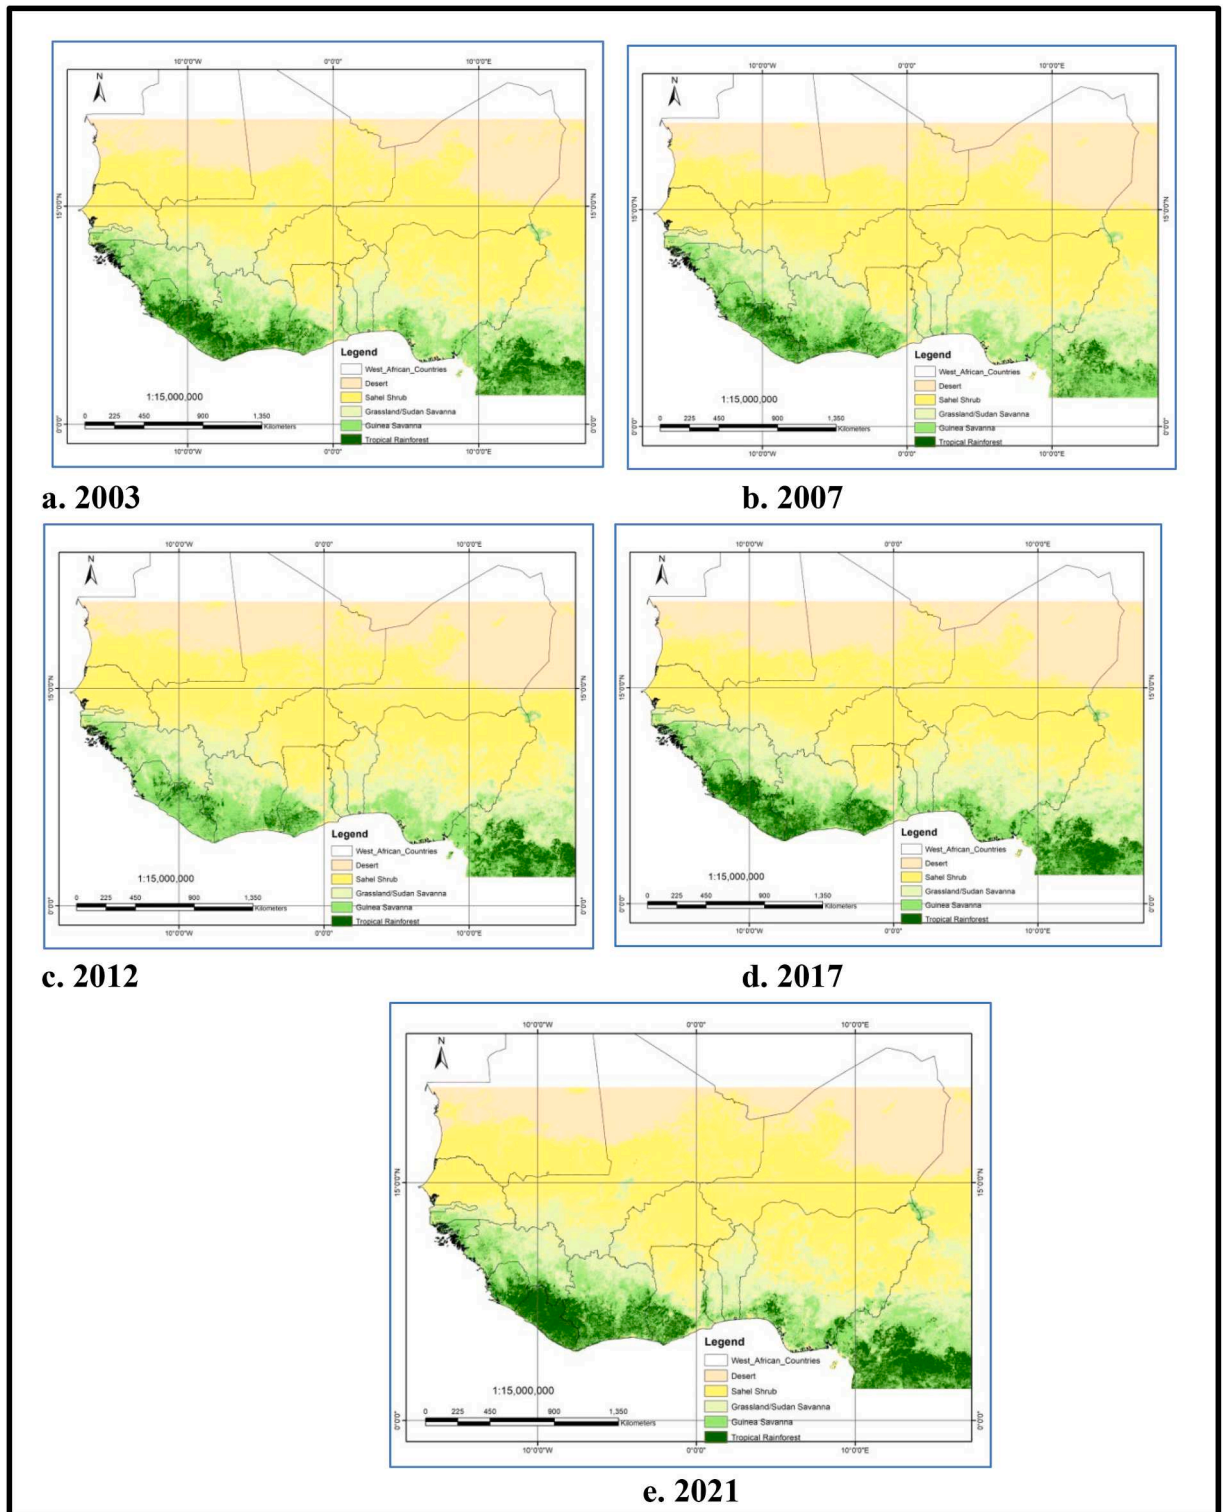 N
10°0'0"W 0°0'0" 10°0'0"E
15°0'0"N 15°0'0"N
Legend
West_African_Countries
Desert
Sahel Shrub
Grassland/Sudan Savanna
Guinea Savanna
Tropical Rainforest
1:15,000,000
0 225 450 900 1,350
Kilometers
0°0'0" 0°0'0"
10°0'0"W 0°0'0" 10°0'0"E
a. 2003
N
10°0'0"W 0°0'0" 10°0'0"E
15°0'0"N 15°0'0"N
Legend
West_African_Countries
Desert
Sahel Shrub
Grassland/Sudan Savanna
Guinea Savanna
Tropical Rainforest
1:15,000,000
0 225 450 900 1,350
Kilometers
0°0'0" 0°0'0"
10°0'0"W 0°0'0" 10°0'0"E
b. 2007
N
10°0'0"W 0°0'0" 10°0'0"E
15°0'0"N 15°0'0"N
Legend
West_African_Countries
Desert
Sahel Shrub
Grassland/Sudan Savanna
Guinea Savanna
Tropical Rainforest
1:15,000,000
0 225 450 900 1,350
Kilometers
0°0'0" 0°0'0"
10°0'0"W 0°0'0" 10°0'0"E
c. 2012
N
10°0'0"W 0°0'0" 10°0'0"E
15°0'0"N 15°0'0"N
Legend
West_African_Countries
Desert
Sahel Shrub
Grassland/Sudan Savanna
Guinea Savanna
Tropical Rainforest
1:15,000,000
0 225 450 900 1,350
Kilometers
0°0'0" 0°0'0"
10°0'0"W 0°0'0" 10°0'0"E
d. 2017
N
10°0'0"W 0°0'0" 10°0'0"E
15°0'0"N 15°0'0"N
Legend
West_African_Countries
Desert
Sahel Shrub
Grassland/Sudan Savanna
Guinea Savanna
Tropical Rainforest
1:15,000,000
0 225 450 900 1,350
Kilometers
0°0'0" 0°0'0"
10°0'0"W 0°0'0" 10°0'0"E
e. 2021